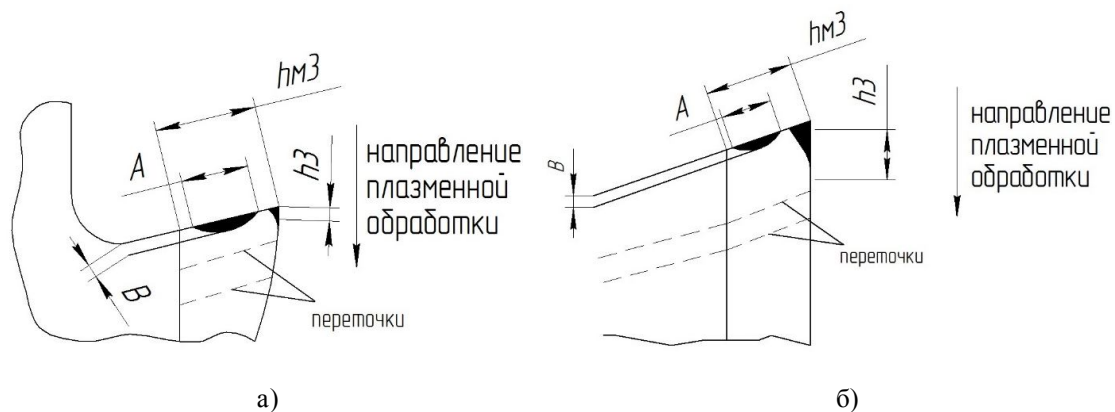 hм3
A
h3
направление
плазменной
обработки
B
переточки
а)
hм3
A
h3
B
направление
плазменной
обработки
переточки
б)